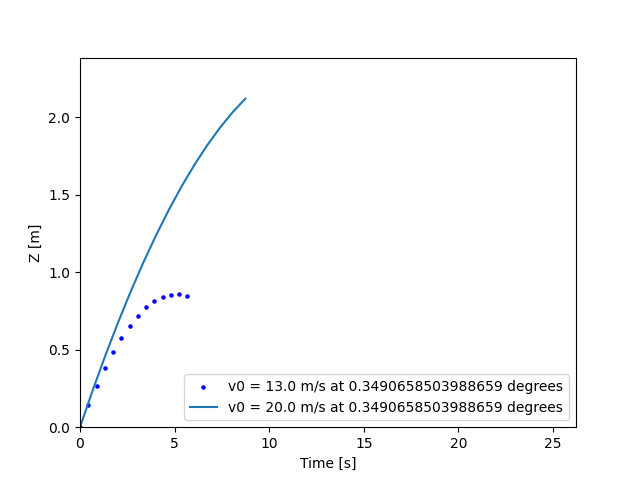 2.0
1.5
Z [m]
1.0
0.5
v0 = 13.0 m/s at 0.3490658503988659 degrees
v0 = 20.0 m/s at 0.3490658503988659 degrees
0.0
0 5 10 15 20 25
Time [s]